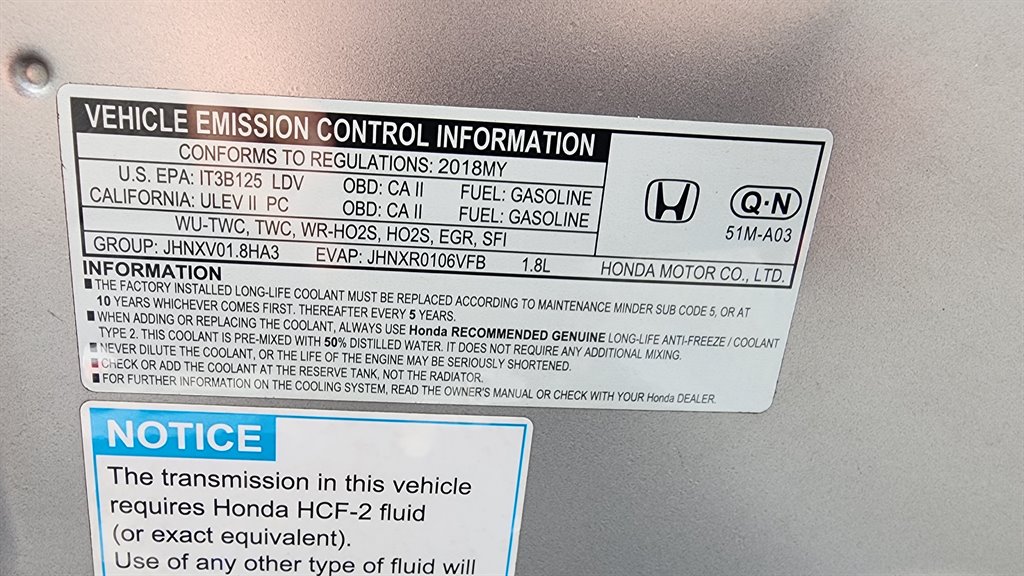 VEHICLE EMISSION CONTROL INFORMATION
CONFORMS TO REGULATIONS: 2018MY
U.S. EPA: IT3B125 LDV OBD: CA II FUEL: GASOLINE
CALIFORNIA: ULEV II PC OBD: CA II FUEL: GASOLINE
WU-TWC, TWC, WR-HO2S, HO2S, EGR, SFI
GROUP: JHNXV01.8HA3 EVAP: JHNXR0106VFB 1.8L
Q·N
51M-A03
HONDA MOTOR CO., LTD.
INFORMATION
■ THE FACTORY INSTALLED LONG-LIFE COOLANT MUST BE REPLACED ACCORDING TO MAINTENANCE MINDER SUB CODE 5, OR AT
10 YEARS WHICHEVER COMES FIRST. THEREAFTER EVERY 5 YEARS.
■ WHEN ADDING OR REPLACING THE COOLANT, ALWAYS USE Honda RECOMMENDED GENUINE LONG-LIFE ANTI-FREEZE / COOLANT
TYPE 2. THIS COOLANT IS PRE-MIXED WITH 50% DISTILLED WATER. IT DOES NOT REQUIRE ANY ADDITIONAL MIXING.
■ NEVER DILUTE THE COOLANT, OR THE LIFE OF THE ENGINE MAY BE SERIOUSLY SHORTENED.
■ CHECK OR ADD THE COOLANT AT THE RESERVE TANK, NOT THE RADIATOR.
■ FOR FURTHER INFORMATION ON THE COOLING SYSTEM, READ THE OWNER'S MANUAL OR CHECK WITH YOUR Honda DEALER.
NOTICE
The transmission in this vehicle
requires Honda HCF-2 fluid
(or exact equivalent).
Use of any other type of fluid will